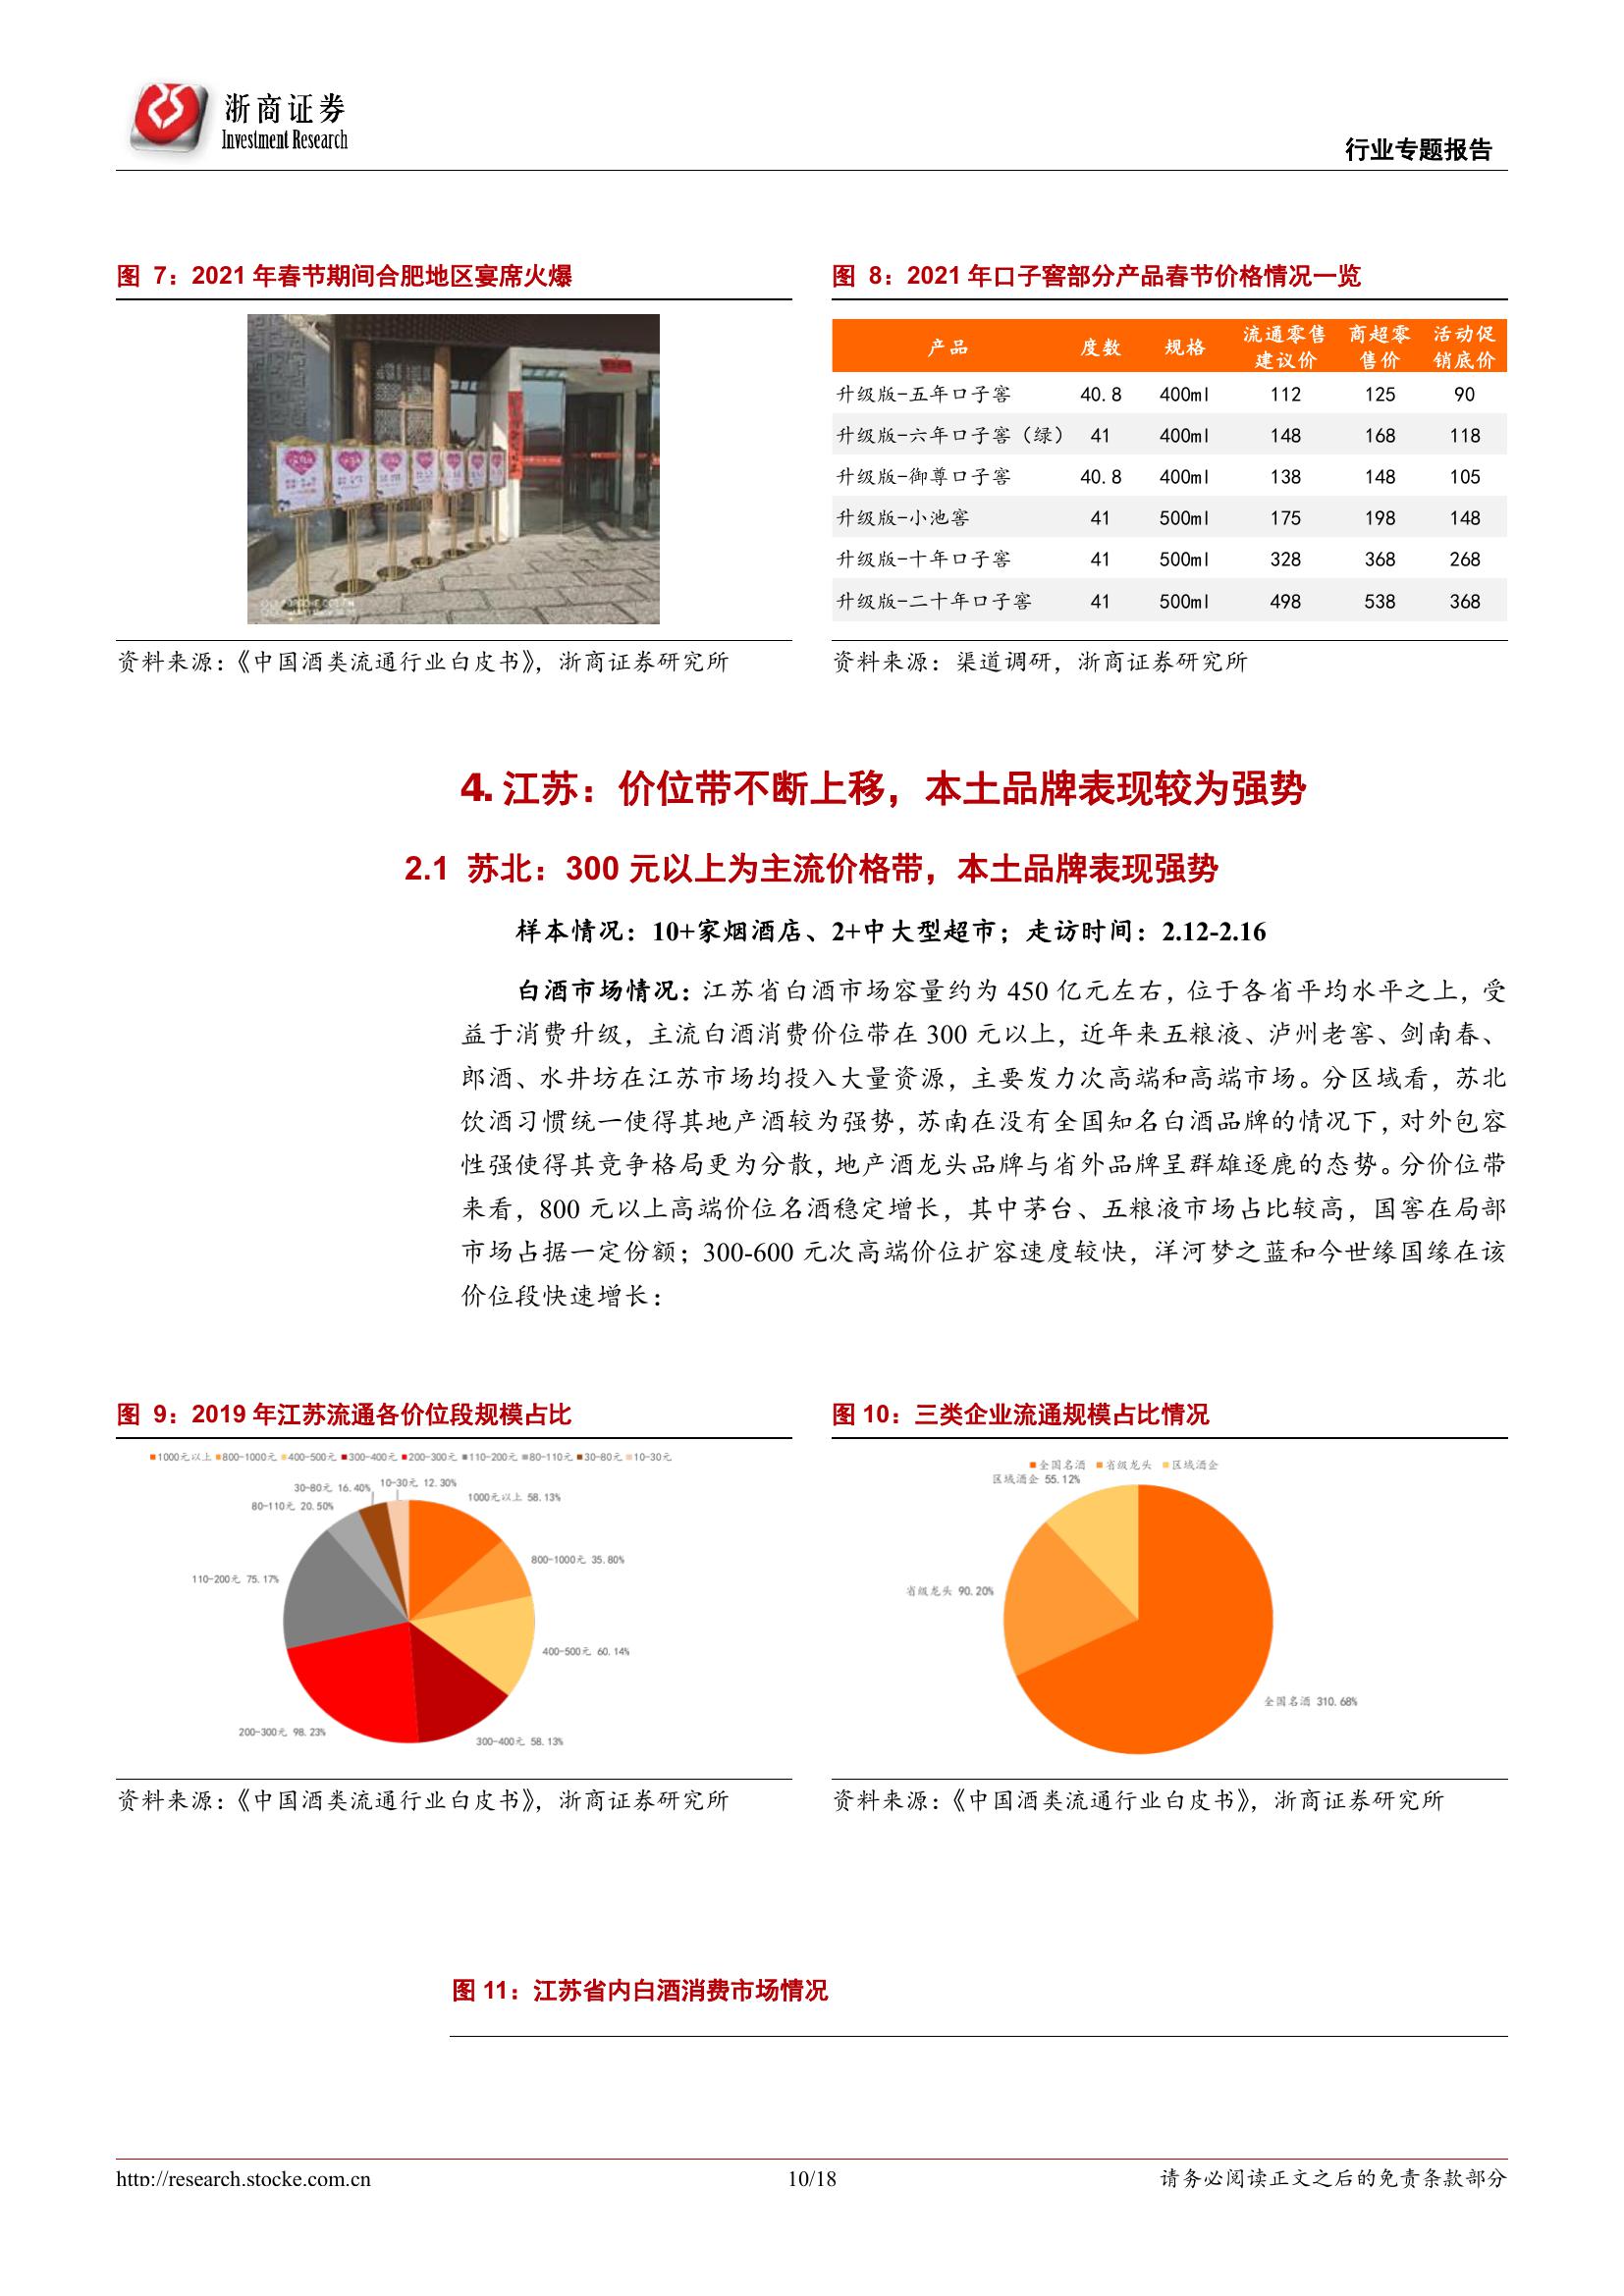 浙商证券
Investment Research
行业专题报告
图 7：2021 年春节期间合肥地区宴席火爆
资料来源：《中国酒类流通行业白皮书》，浙商证券研究所
图 8：2021 年口子窖部分产品春节价格情况一览
产品 度数 规格 流通零售建议价 商超零售价 活动促销底价
升级版-五年口子窖 40.8 400ml 112 125 90
升级版-六年口子窖（绿） 41 400ml 148 168 118
升级版-御尊口子窖 40.8 400ml 138 148 105
升级版-小池窖 41 500ml 175 198 148
升级版-十年口子窖 41 500ml 328 368 268
升级版-二十年口子窖 41 500ml 498 538 368
资料来源：渠道调研，浙商证券研究所
4. 江苏：价位带不断上移，本土品牌表现较为强势
2.1 苏北：300 元以上为主流价格带，本土品牌表现强势
样本情况：10+家烟酒店、2+中大型超市；走访时间：2.12-2.16
白酒市场情况：江苏省白酒市场容量约为 450 亿元左右，位于各省平均水平之上，受
益于消费升级，主流白酒消费价位带在 300 元以上，近年来五粮液、泸州老窖、剑南春、
郎酒、水井坊在江苏市场均投入大量资源，主要发力次高端和高端市场。分区域看，苏北
饮酒习惯统一使得其地产酒较为强势，苏南在没有全国知名白酒品牌的情况下，对外包容
性强使得其竞争格局更为分散，地产酒龙头品牌与省外品牌呈群雄逐鹿的态势。分价位带
来看，800 元以上高端价位名酒稳定增长，其中茅台、五粮液市场占比较高，国窖在局部
市场占据一定份额；300-600 元次高端价位扩容速度较快，洋河梦之蓝和今世缘国缘在该
价位段快速增长：
图 9：2019 年江苏流通各价位段规模占比
1000元以上 800-1000元 400-500元 300-400元 200-300元 110-200元 80-110元 30-80元 10-30元
10-30元 12.30%
30-80元 16.40%
1000元以上 58.13%
80-110元 20.50%
800-1000元 35.80%
110-200元 75.17%
400-500元 60.14%
200-300元 98.23%
300-400元 58.13%
资料来源：《中国酒类流通行业白皮书》，浙商证券研究所
图 10：三类企业流通规模占比情况
全国名酒 省级龙头 区域酒企
区域酒企 55.12%
省级龙头 90.20%
全国名酒 310.68%
资料来源：《中国酒类流通行业白皮书》，浙商证券研究所
图 11：江苏省内白酒消费市场情况
http://research.stocke.com.cn
10/18
请务必阅读正文之后的免责条款部分